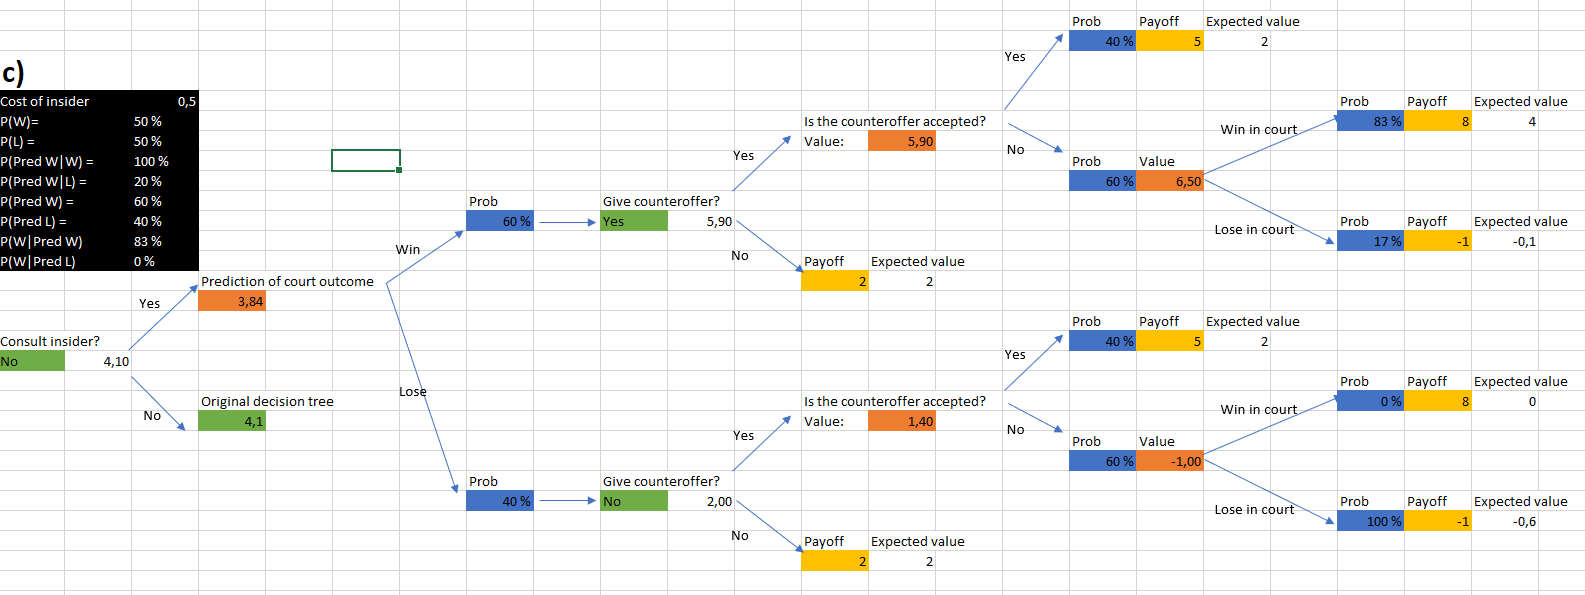 Prob Payoff Expected value
40 % 5 2
Yes
c)
Cost of insider 0,5
Prob Payoff Expected value
P(W)= 50 %
Is the counteroffer accepted?
83 % 8 4
Win in court
P(L) = 50 %
Value: 5,90
No
Yes
P(Pred W|W) = 100 %
Prob Value
P(Pred W|L) = 20 %
60 % 6,50
P(Pred W) = 60 %
Prob
Give counteroffer?
P(Pred L) = 40 %
60 %
Yes 5,90
Prob Payoff Expected value
Lose in court
P(W|Pred W) 83 %
17 % -1 -0,1
Win
No
P(W|Pred L) 0 %
Payoff Expected value
2 2
Prediction of court outcome
3,84
Yes
Consult insider?
No 4,10
Prob Payoff Expected value
40 % 5 2
Yes
Lose
Original decision tree
4,1
No
Is the counteroffer accepted?
Value: 1,40
Prob Payoff Expected value
0 % 8 0
Win in court
No
Yes
Prob Value
60 % -1,00
Prob
40 %
Give counteroffer?
No 2,00
Prob Payoff Expected value
Lose in court
100 % -1 -0,6
No
Payoff Expected value
2 2